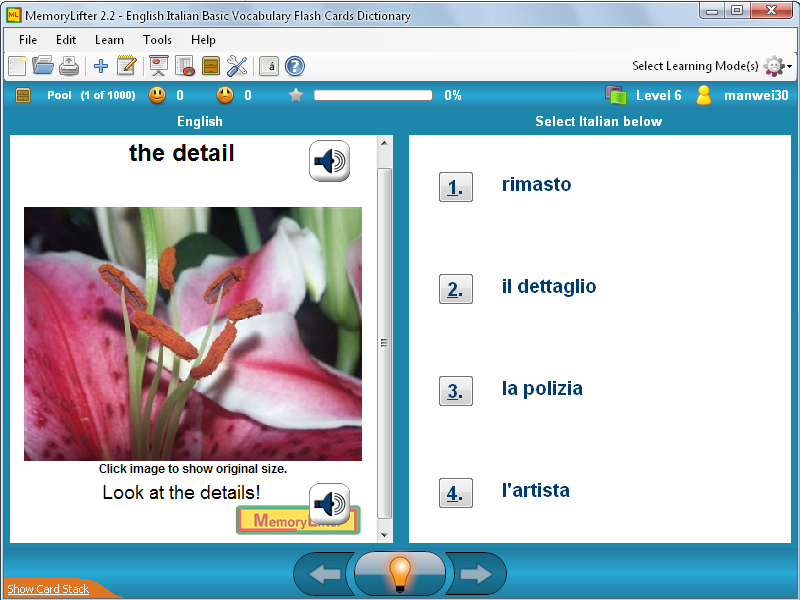 MemoryLifter 2.2 - English Italian Basic Vocabulary Flash Cards Dictionary
File Edit Learn Tools Help
á ? Select Learning Mode(s)
Pool (1 of 1000) 0 0 0% Level 6 manwei30
English
the detail
Click image to show original size.
Look at the details!
Select Italian below
1. rimasto
2. il dettaglio
3. la polizia
4. l'artista
Show Card Stack